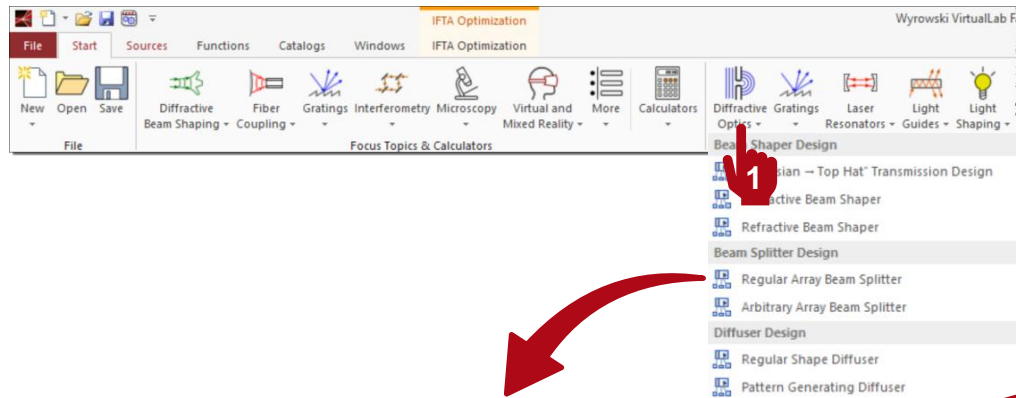 IFTA Optimization
Wyrowski VirtualLab F
File Start Sources Functions Catalogs Windows IFTA Optimization
New Open Save Diffractive Beam Shaping Fiber Coupling Gratings Interferometry Microscopy Virtual and Mixed Reality More Calculators Diffractive Optics Gratings Laser Resonators Light Guides Light Shaping
File Focus Topics & Calculators
Shaper Design
1
→ Top Hat" Transmission Design
Beam Shaper
Refractive Beam Shaper
Beam Splitter Design
Regular Array Beam Splitter
Arbitrary Array Beam Splitter
Diffuser Design
Regular Shape Diffuser
Pattern Generating Diffuser